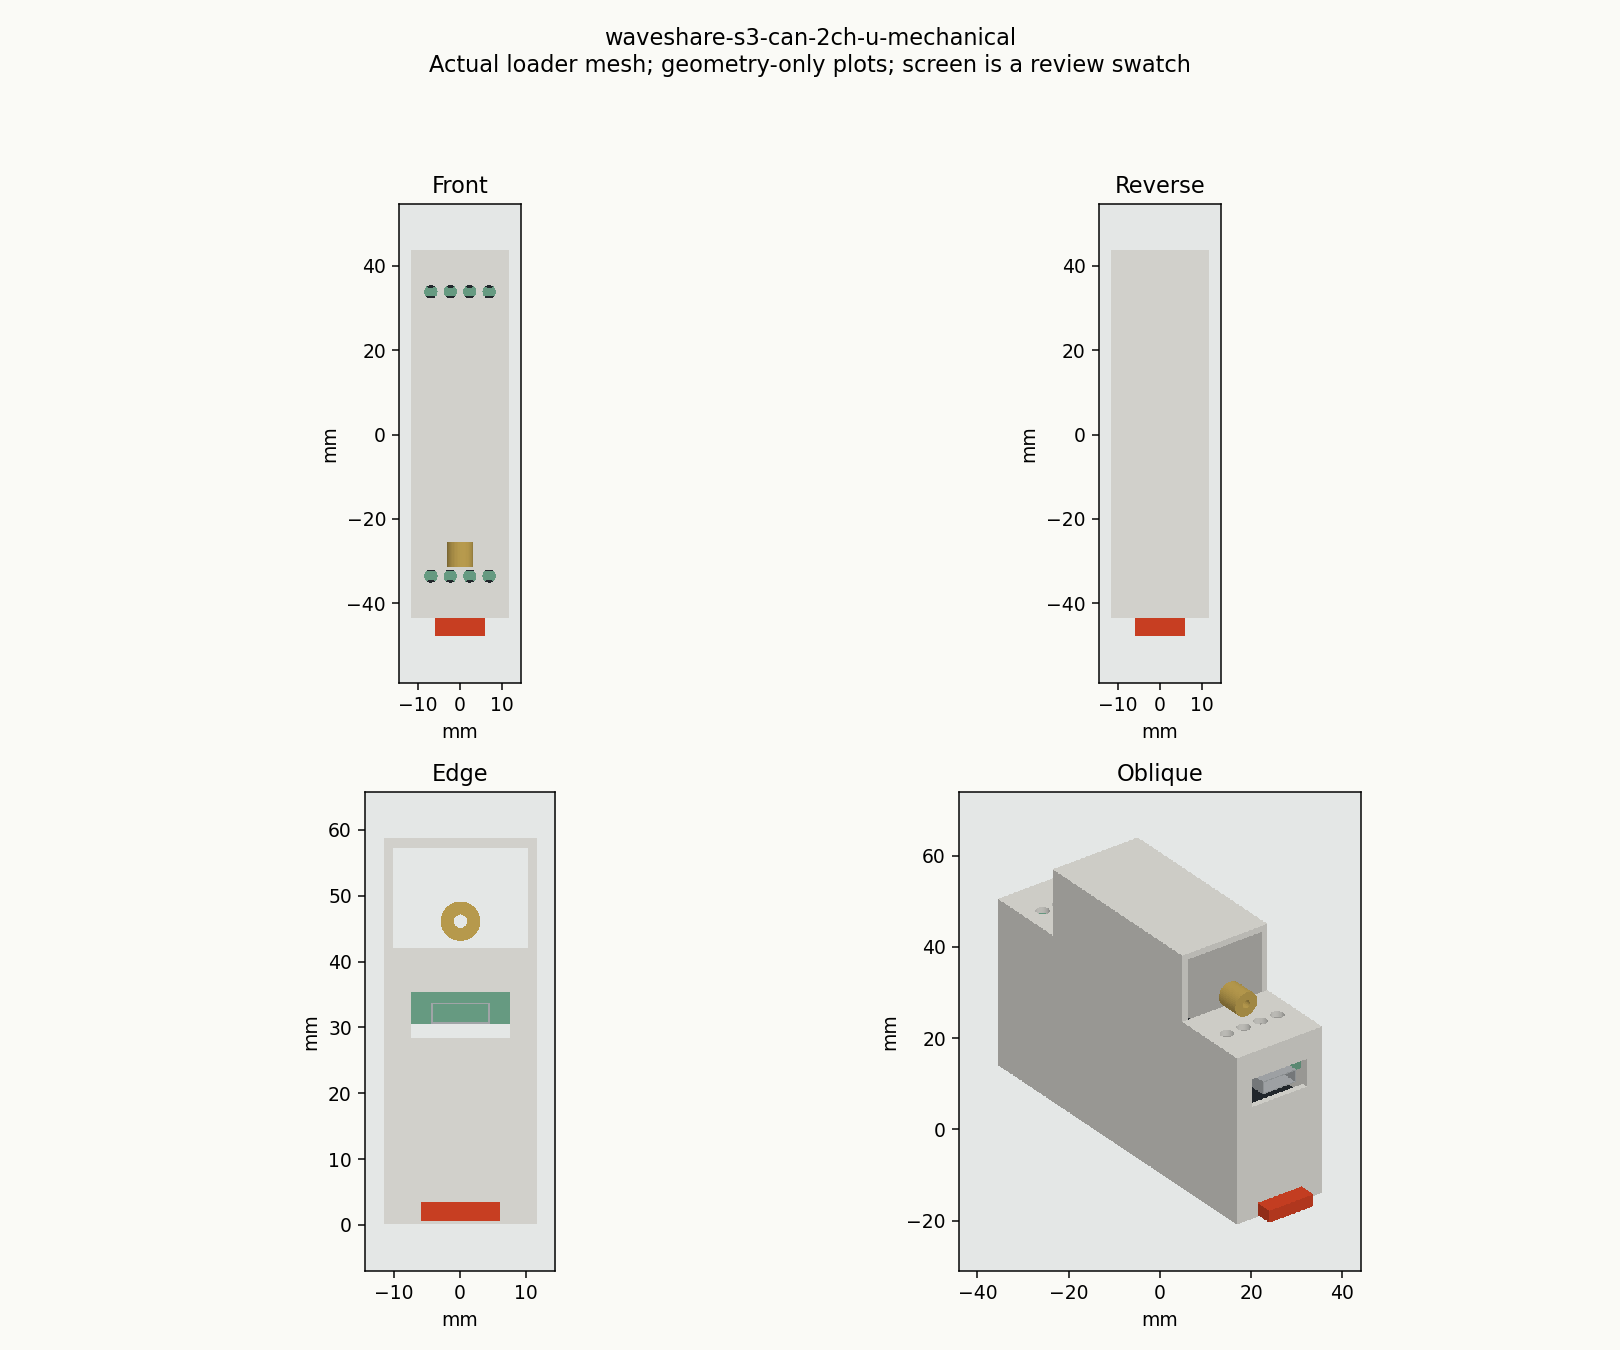 waveshare-s3-can-2ch-u-mechanical
Actual loader mesh; geometry-only plots; screen is a review swatch
Front
40
20
0
−20
−40
mm
−10 0 10
mm
Reverse
40
20
0
−20
−40
mm
−10 0 10
mm
Edge
60
50
40
30
20
10
0
mm
−10 0 10
mm
Oblique
60
40
20
0
−20
mm
−40 −20 0 20 40
mm